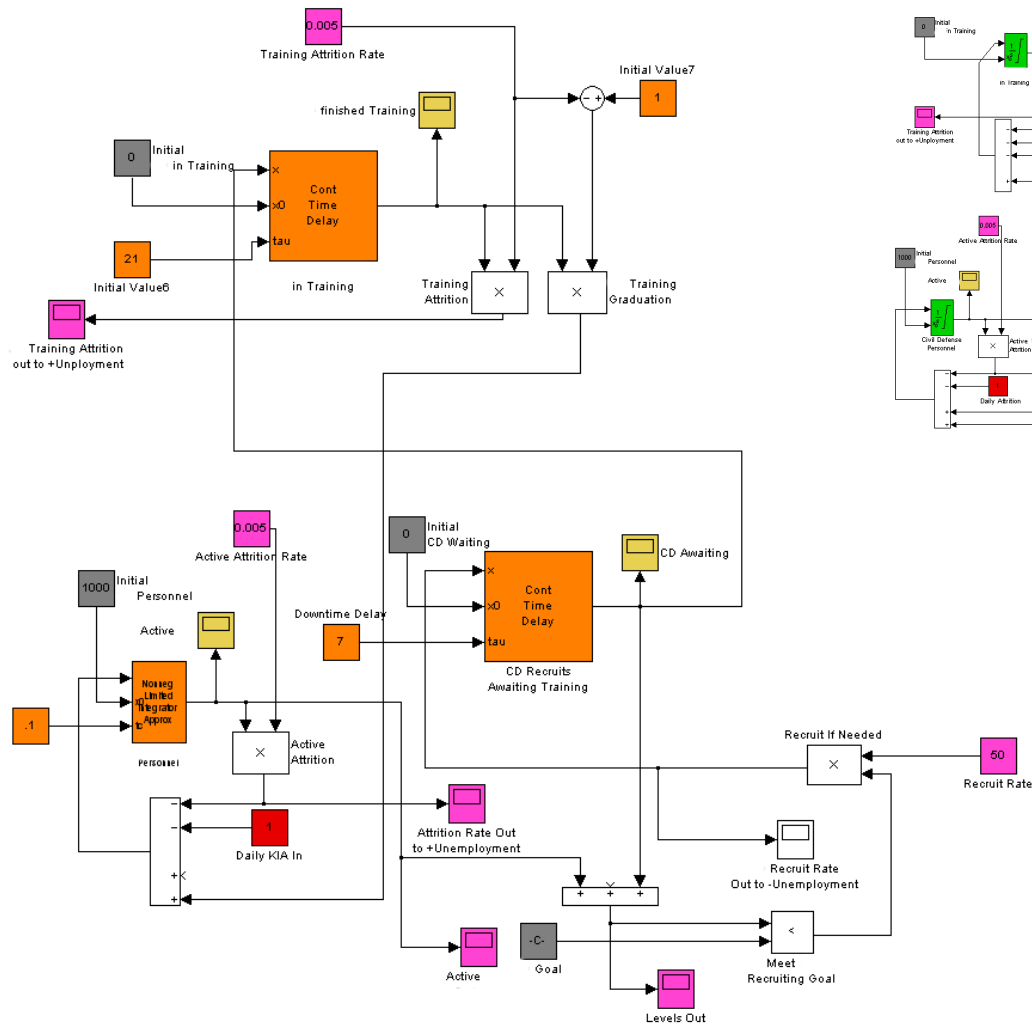 0.005
Training Attrition Rate
Initial Value7
1
finished Training
0
Initial
in Training
×
x0
tau
Cont
Time
Delay
in Training
21
Initial Value6
×
Training
Attrition
×
Training
Graduation
Training Attrition
out to +Unployment
0
Initial
in Training
in Training
Training Attrition
out to +Unployment
0.005
Active Attrition Rate
1000
Initial
Personnel
Active
Civil Defense
Personnel
×
Active
Attrition
Daily Attrition
0.005
Active Attrition Rate
1000
Initial
Personnel
Active
.1
Nonneg
Limited
Integrator
Approx
x0
Personnel
×
Active
Attrition
1
Daily KIA In
Attrition Rate Out
to +Unemployment
0
Initial
CD Waiting
×
x0
tau
Cont
Time
Delay
CD Recruits
Awaiting Training
CD Awaiting
Downtime Delay
7
Recruit If Needed
×
50
Recruit Rate
Recruit Rate
Out to -Unemployment
+ + +
-C-
Goal
<
Meet
Recruiting Goal
Active
Levels Out